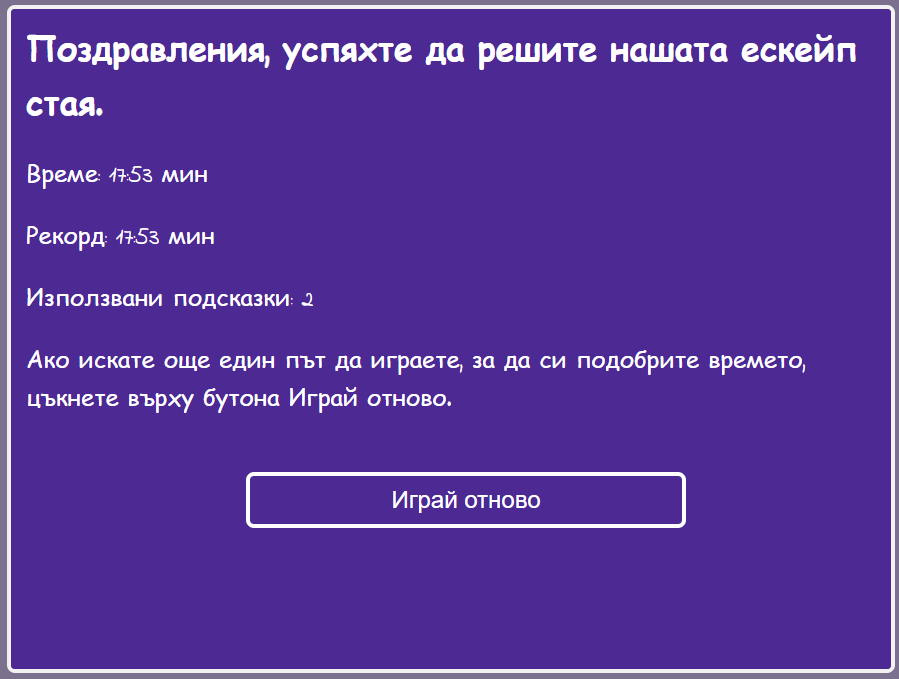 Поздравления, успяхте да решите нашата ескейп
стая.
Време: 17:53 мин
Рекорд: 17:53 мин
Използвани подсказки: 2
Ако искате още един път да играете, за да си подобрите времето,
цъкнете върху бутона Играй отново.
Играй отново